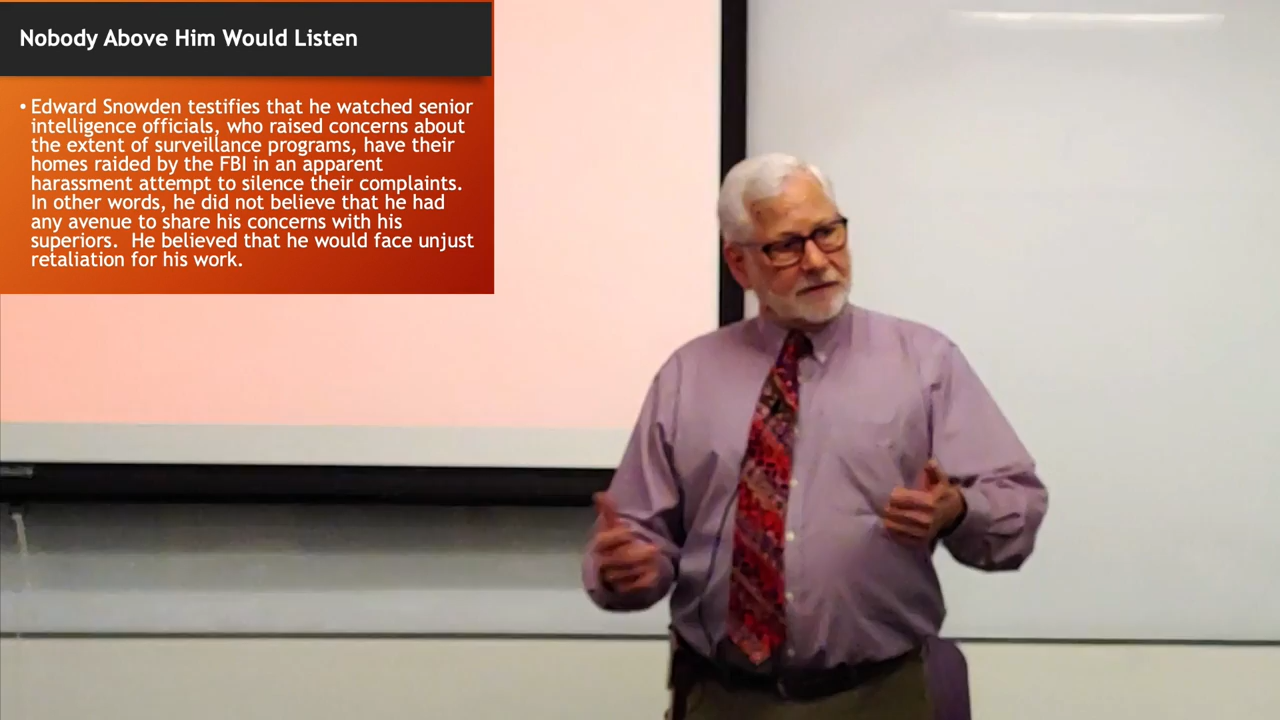 Nobody Above Him Would Listen
• Edward Snowden testifies that he watched senior
intelligence officials, who raised concerns about
the extent of surveillance programs, have their
homes raided by the FBI in an apparent
harassment attempt to silence their complaints.
In other words, he did not believe that he had
any avenue to share his concerns with his
superiors.  He believed that he would face unjust
retaliation for his work.